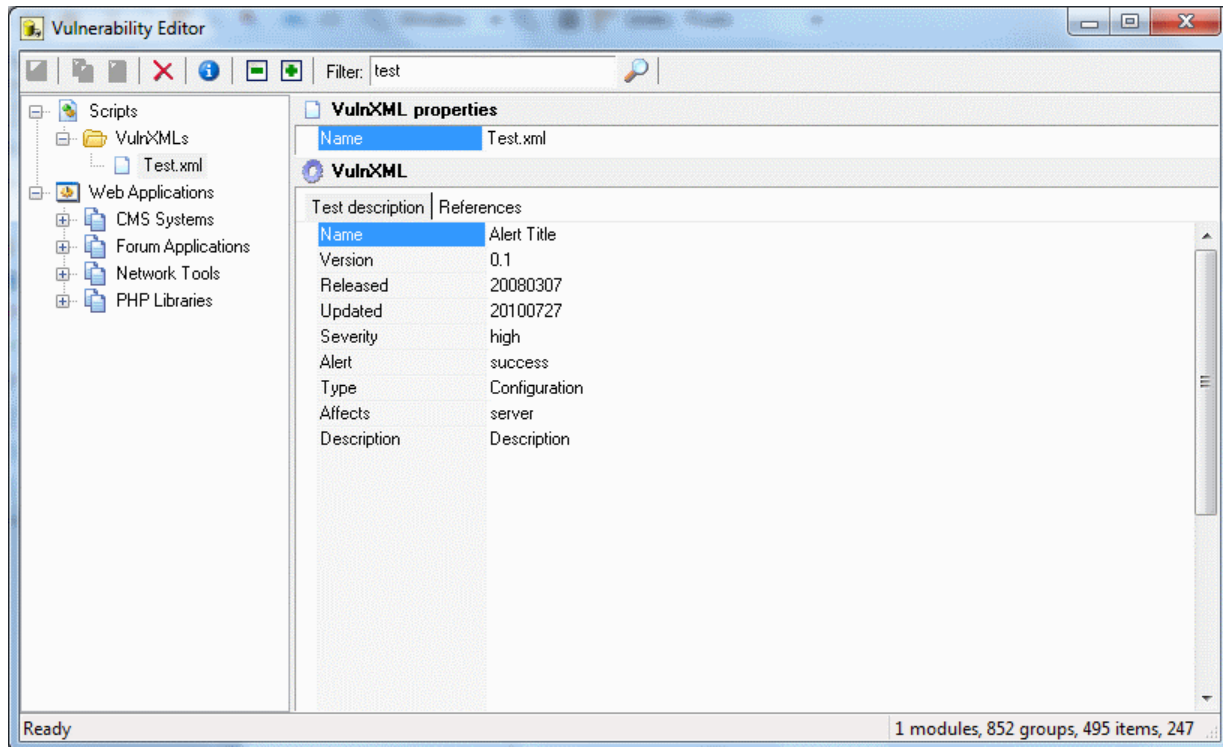 Vulnerability Editor
Filter: test
Scripts
VulnXMLs
Test.xml
Web Applications
CMS Systems
Forum Applications
Network Tools
PHP Libraries
VulnXML properties
Name Test.xml
VulnXML
Test description References
Name Alert Title
Version 0.1
Released 20080307
Updated 20100727
Severity high
Alert success
Type Configuration
Affects server
Description Description
Ready 1 modules, 852 groups, 495 items, 247